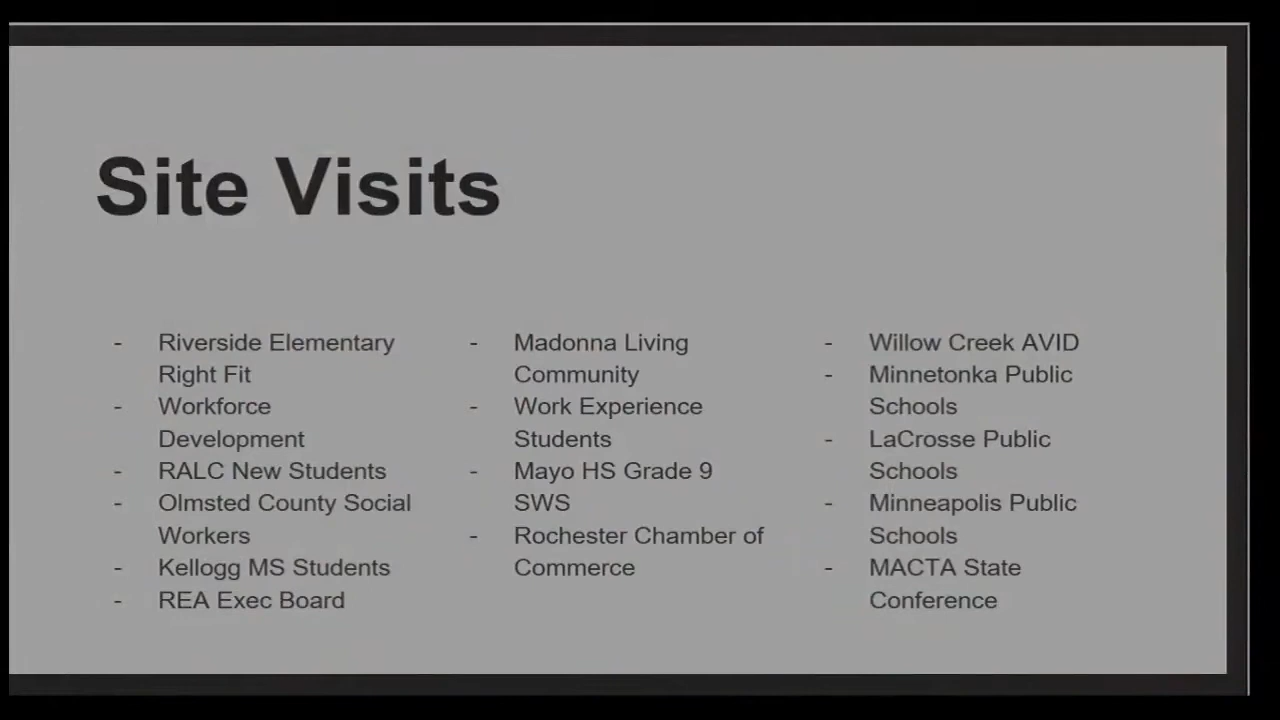 Site Visits
- Riverside Elementary
Right Fit
- Workforce
Development
- RALC New Students
- Olmsted County Social
Workers
- Kellogg MS Students
- REA Exec Board
- Madonna Living
Community
- Work Experience
Students
- Mayo HS Grade 9
SWS
- Rochester Chamber of
Commerce
- Willow Creek AVID
- Minnetonka Public
Schools
- LaCrosse Public
Schools
- Minneapolis Public
Schools
- MACTA State
Conference